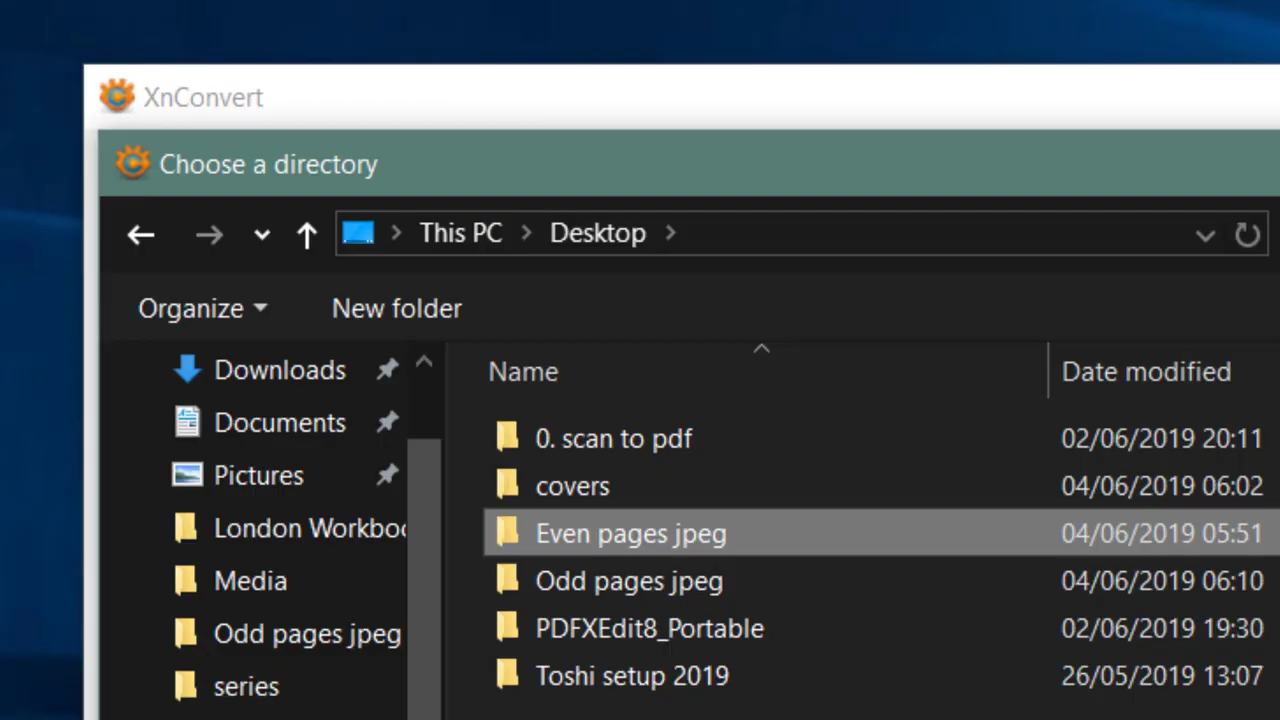 XnConvert
Choose a directory
This PC > Desktop >
Organize New folder
Name Date modified
Downloads
Documents
Pictures
London Workboo
Media
Odd pages jpeg
series
0. scan to pdf 02/06/2019 20:11
covers 04/06/2019 06:02
Even pages jpeg 04/06/2019 05:51
Odd pages jpeg 04/06/2019 06:10
PDFXEdit8_Portable 02/06/2019 19:30
Toshi setup 2019 26/05/2019 13:07